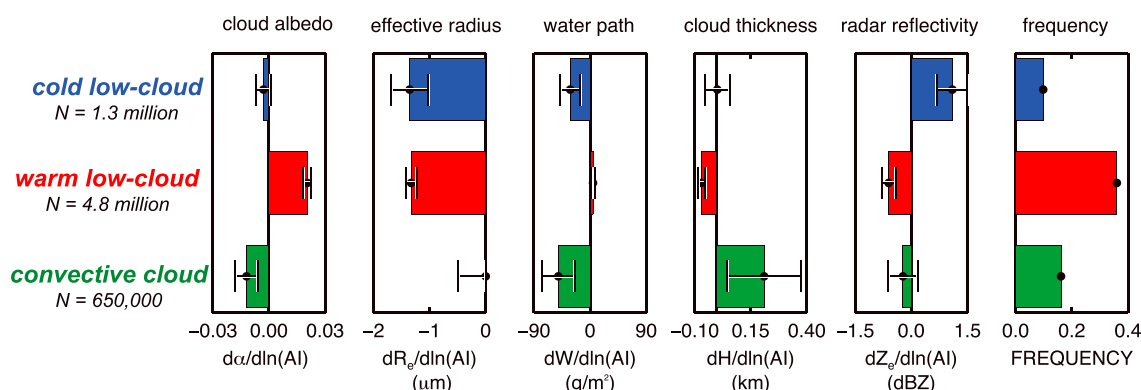 cloud albedo effective radius water path cloud thickness radar reflectivity frequency
cold low-cloud
N = 1.3 million
warm low-cloud
N = 4.8 million
convective cloud
N = 650,000
−0.03 0.00 0.03 −2 −1 0 −90 0 90 −0.10 0.15 0.40 −1.5 0.0 1.5 0.0 0.2 0.4
dα/dln(AI) dRe/dln(AI) dW/dln(AI) dH/dln(AI) dZe/dln(AI) FREQUENCY
(μm) (g/m²) (km) (dBZ)